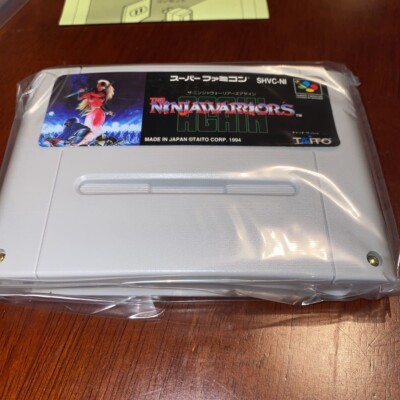 スーパーファミコン SHVC-NI
ザ・ニンジャウォーリアーズアゲイン
THE NINJAWARRIORS
AGAIN
MADE IN JAPAN ©TAITO CORP. 1994
TAITO